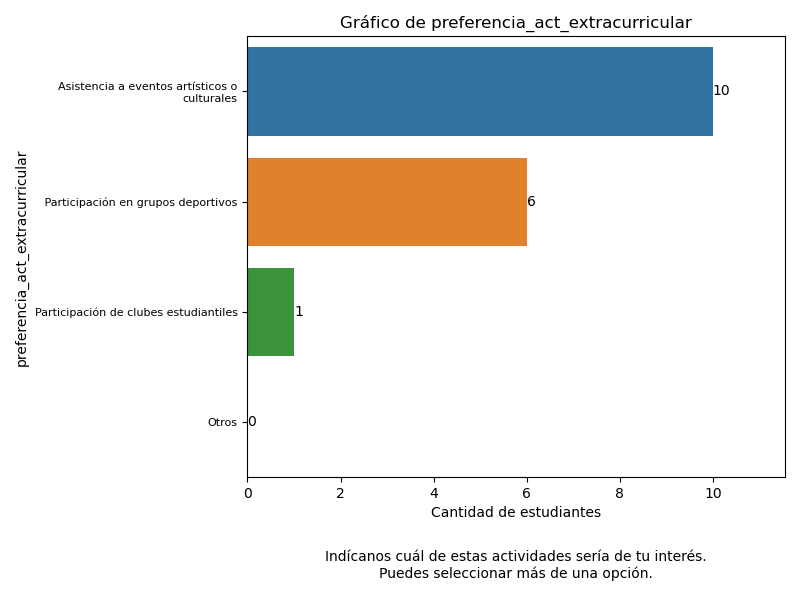 Gráfico de preferencia_act_extracurricular
preferencia_act_extracurricular
Asistencia a eventos artísticos o
culturales
10
Participación en grupos deportivos
6
Participación de clubes estudiantiles
1
Otros
0
0 2 4 6 8 10
Cantidad de estudiantes
Indícanos cuál de estas actividades sería de tu interés.
Puedes seleccionar más de una opción.